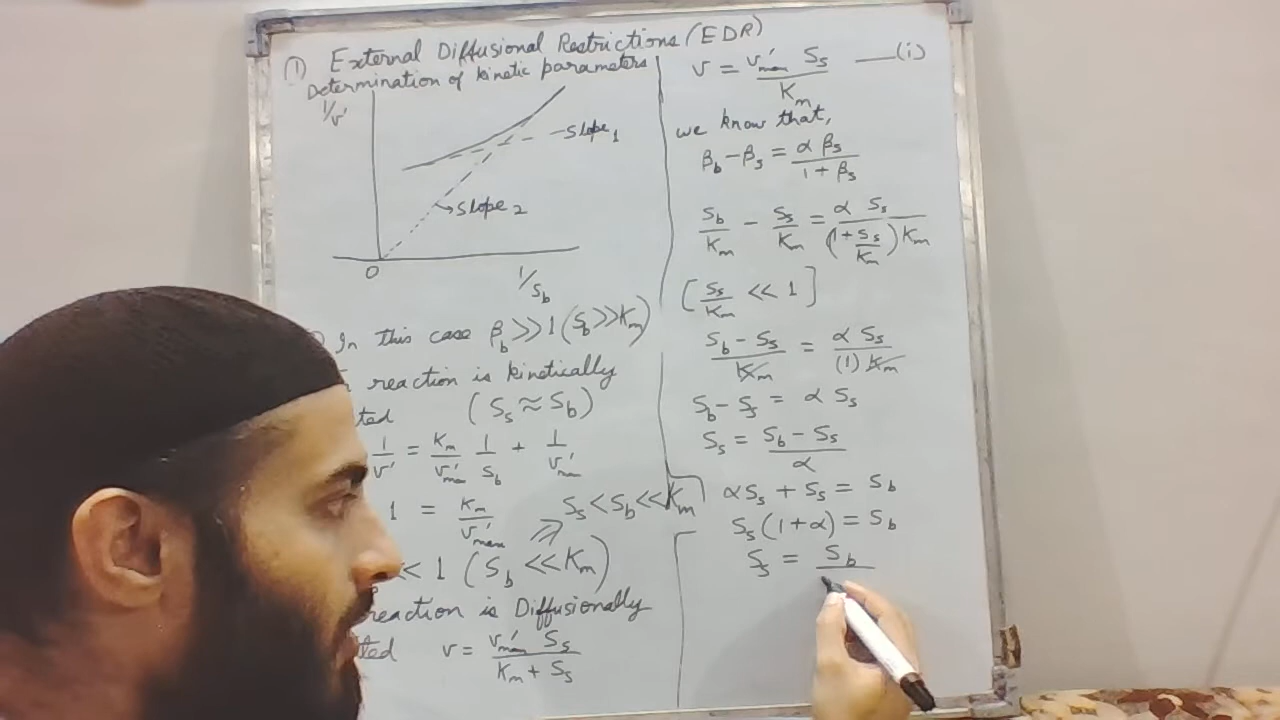 ① External Diffusional Restrictions (EDR)
Determination of kinetic parameters
1/v'
Slope₁
Slope₂
0
1/S_b
In this case β_b >> 1 (S_b >> K_m)
reaction is kinetically
(S_s ≈ S_b)
1/v' = K_m/v'_max 1/S_b + 1/v'_max
1 = K_m/v'_max
S_s < S_b << K_m
< 1 (S_b << K_m)
reaction is Diffusionally
v = v'_max S_s / K_m + S_s
v = v'_max S_s / K_m —(i)
we know that,
β_b - β_s = α β_s / 1 + β_s
S_b/K_m - S_s/K_m = α S_s / (1 + S_s/K_m) K_m
[S_s/K_m << 1]
S_b - S_s / K_m = α S_s / (1) K_m
S_b - S_s = α S_s
S_s = S_b - S_s / α
α S_s + S_s = S_b
S_s (1 + α) = S_b
S_s = S_b